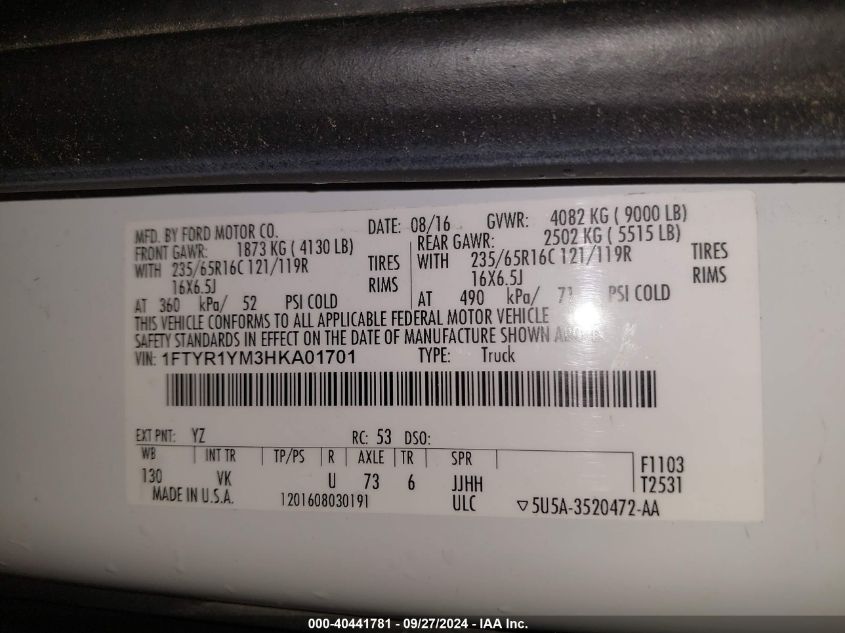 MFD. BY FORD MOTOR CO. DATE: 08/16 GVWR: 4082 KG ( 9000 LB)
FRONT GAWR: 1873 KG ( 4130 LB) REAR GAWR: 2502 KG ( 5515 LB)
WITH 235/65R16C 121/119R TIRES WITH 235/65R16C 121/119R TIRES
16X6.5J RIMS 16X6.5J RIMS
AT 360 kPa/ 52 PSI COLD AT 490 kPa/ 71 PSI COLD
THIS VEHICLE CONFORMS TO ALL APPLICABLE FEDERAL MOTOR VEHICLE
SAFETY STANDARDS IN EFFECT ON THE DATE OF MANUFACTURE SHOWN
VIN: 1FTYR1YM3HKA01701 TYPE: Truck
EXT PNT: YZ RC: 53 DSO:
WB INT TR TP/PS R AXLE TR SPR F1103
130 VK U 73 6 JJHH T2531
MADE IN U.S.A. 1201608030191 ULC ▽5U5A-3520472-AA
000-40441781 - 09/27/2024 - IAA Inc.